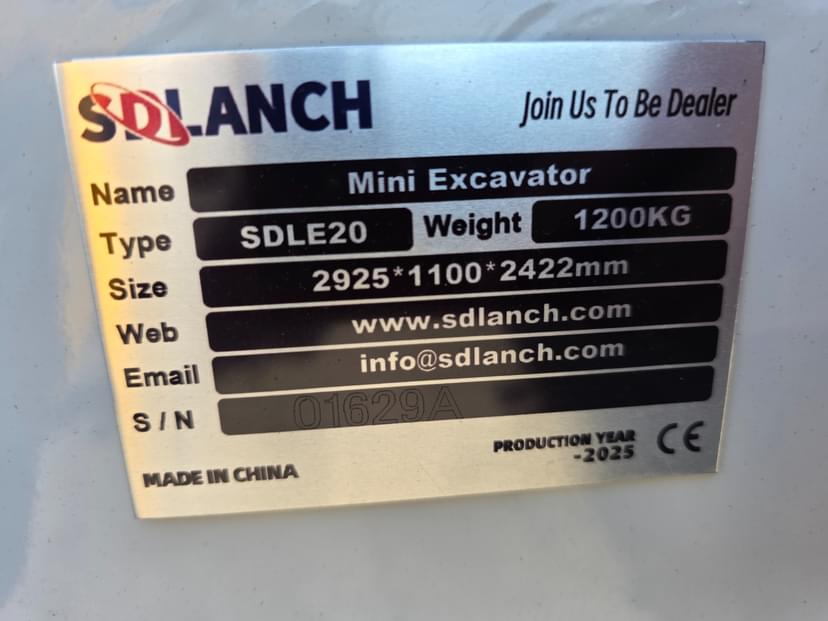 SDLANCH
Join Us To Be Dealer
Name Mini Excavator
Type SDLE20 Weight 1200KG
Size 2925*1100*2422mm
Web www.sdlanch.com
Email info@sdlanch.com
S / N 01629A
MADE IN CHINA
PRODUCTION YEAR
-2025
CE